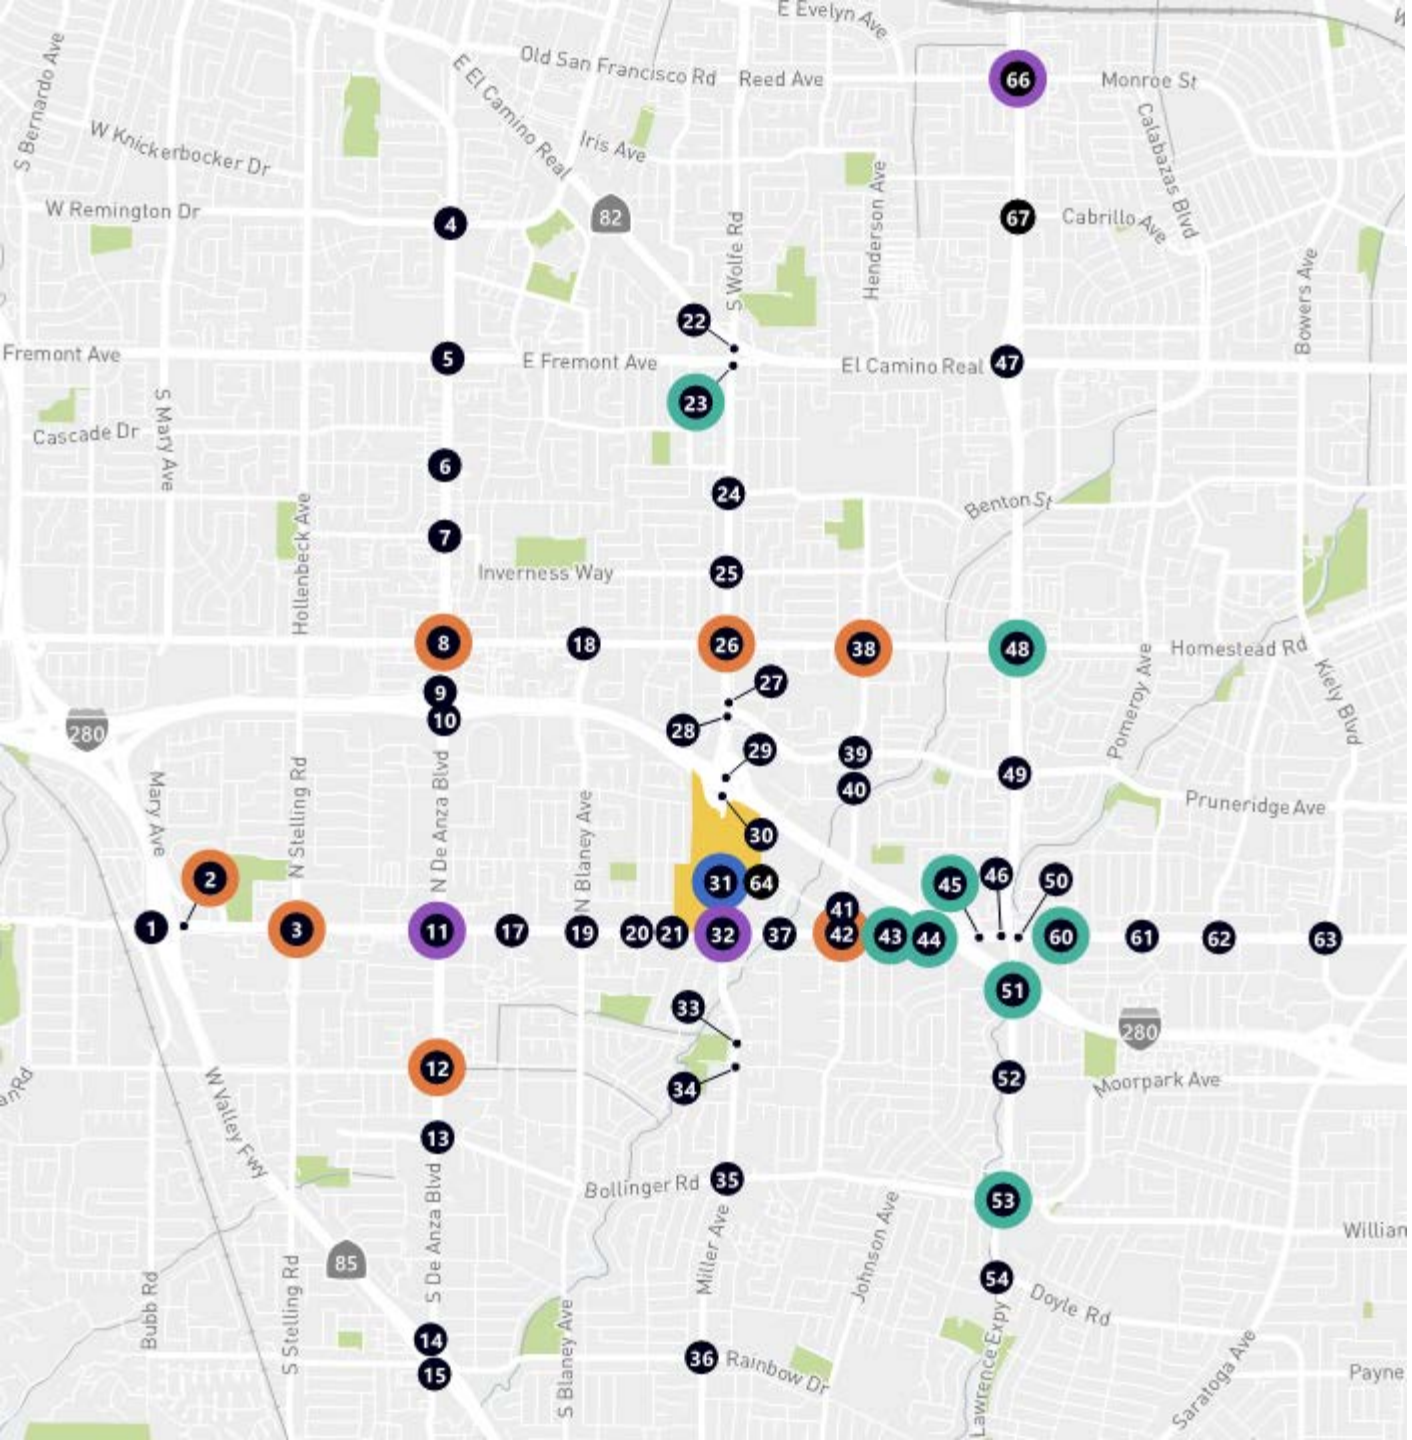 E Evelyn Ave
S Bernardo Ave
E El Camino Real
Old San Francisco Rd
Reed Ave
66
Monroe St
W Knickerbocker Dr
Iris Ave
Calabazas Blvd
W Remington Dr
4
82
S Wolfe Rd
Henderson Ave
67
Cabrillo Ave
Bowers Ave
22
Fremont Ave
5
E Fremont Ave
El Camino Real
47
23
S Mary Ave
Cascade Dr
6
24
Benton St
Hollenbeck Ave
7
Inverness Way
25
8
18
26
38
48
Homestead Rd
Pomeroy Ave
Kiely Blvd
9
27
10
280
28
29
39
49
40
Mary Ave
N Stelling Rd
N De Anza Blvd
N Blaney Ave
Pruneridge Ave
30
2
31
64
45
46
50
41
1
3
11
17
19
20
21
32
37
42
43
44
60
61
62
63
51
33
280
12
34
52
Moorpark Ave
W Valley Fwy
13
Bollinger Rd
35
53
Johnson Ave
William
S De Anza Blvd
Miller Ave
85
54
Doyle Rd
Bubb Rd
S Stelling Rd
S Blaney Ave
14
15
36
Rainbow Dr
Lawrence Expy
Saratoga Ave
Payne